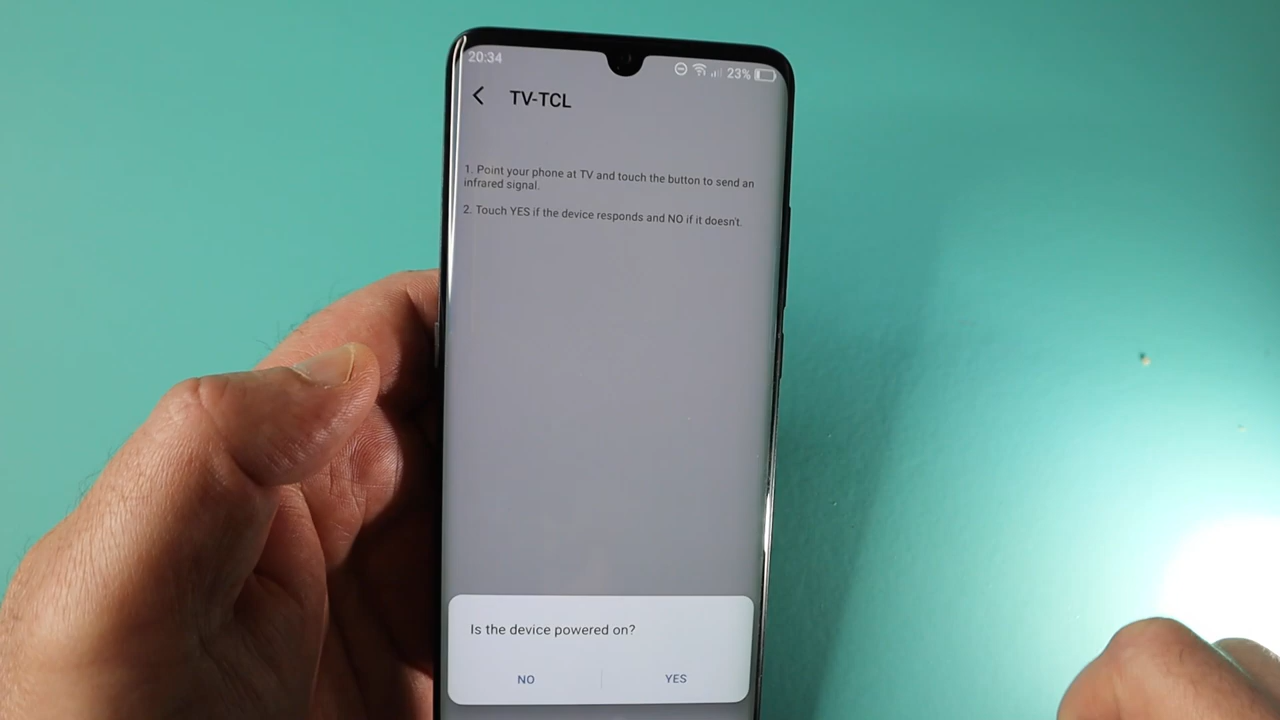 20:34
23%
TV-TCL
1. Point your phone at TV and touch the button to send an
infrared signal.
2. Touch YES if the device responds and NO if it doesn't.
Is the device powered on?
NO
YES